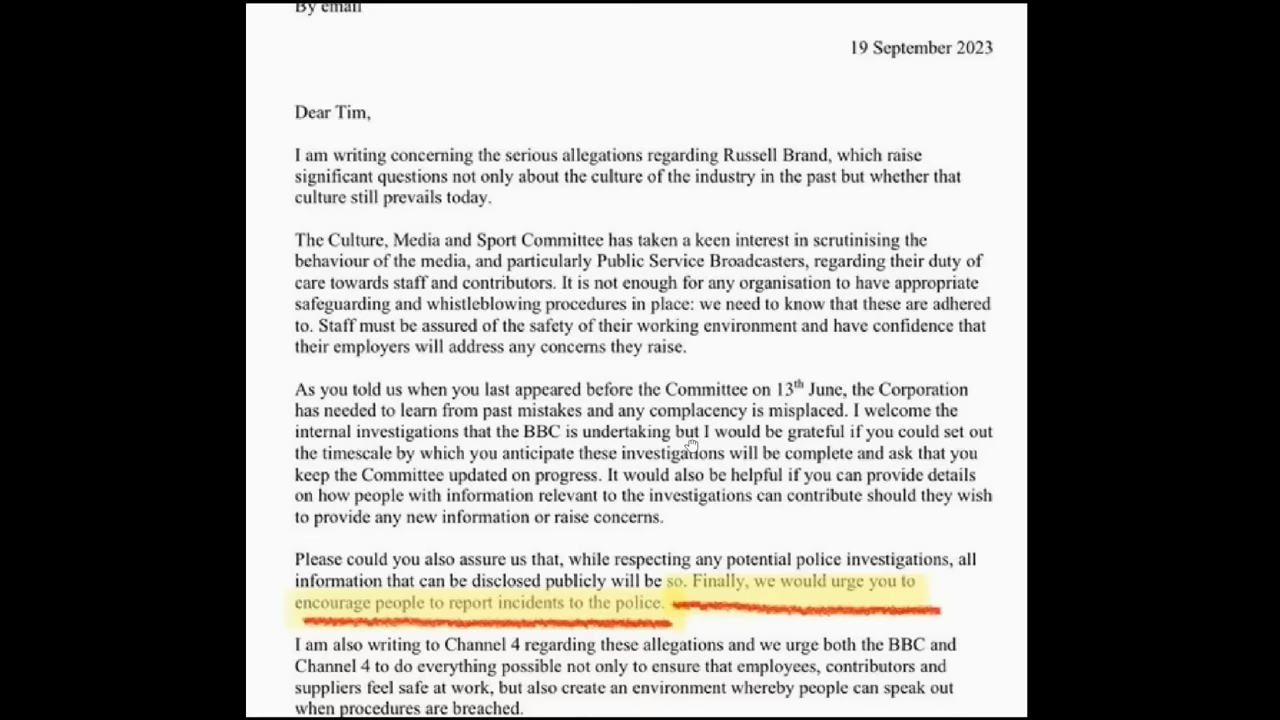 By email
19 September 2023
Dear Tim,
I am writing concerning the serious allegations regarding Russell Brand, which raise
significant questions not only about the culture of the industry in the past but whether that
culture still prevails today.
The Culture, Media and Sport Committee has taken a keen interest in scrutinising the
behaviour of the media, and particularly Public Service Broadcasters, regarding their duty of
care towards staff and contributors. It is not enough for any organisation to have appropriate
safeguarding and whistleblowing procedures in place: we need to know that these are adhered
to. Staff must be assured of the safety of their working environment and have confidence that
their employers will address any concerns they raise.
As you told us when you last appeared before the Committee on 13th June, the Corporation
has needed to learn from past mistakes and any complacency is misplaced. I welcome the
internal investigations that the BBC is undertaking but I would be grateful if you could set out
the timescale by which you anticipate these investigations will be complete and ask that you
keep the Committee updated on progress. It would also be helpful if you can provide details
on how people with information relevant to the investigations can contribute should they wish
to provide any new information or raise concerns.
Please could you also assure us that, while respecting any potential police investigations, all
information that can be disclosed publicly will be so. Finally, we would urge you to
encourage people to report incidents to the police.
I am also writing to Channel 4 regarding these allegations and we urge both the BBC and
Channel 4 to do everything possible not only to ensure that employees, contributors and
suppliers feel safe at work, but also create an environment whereby people can speak out
when procedures are breached.